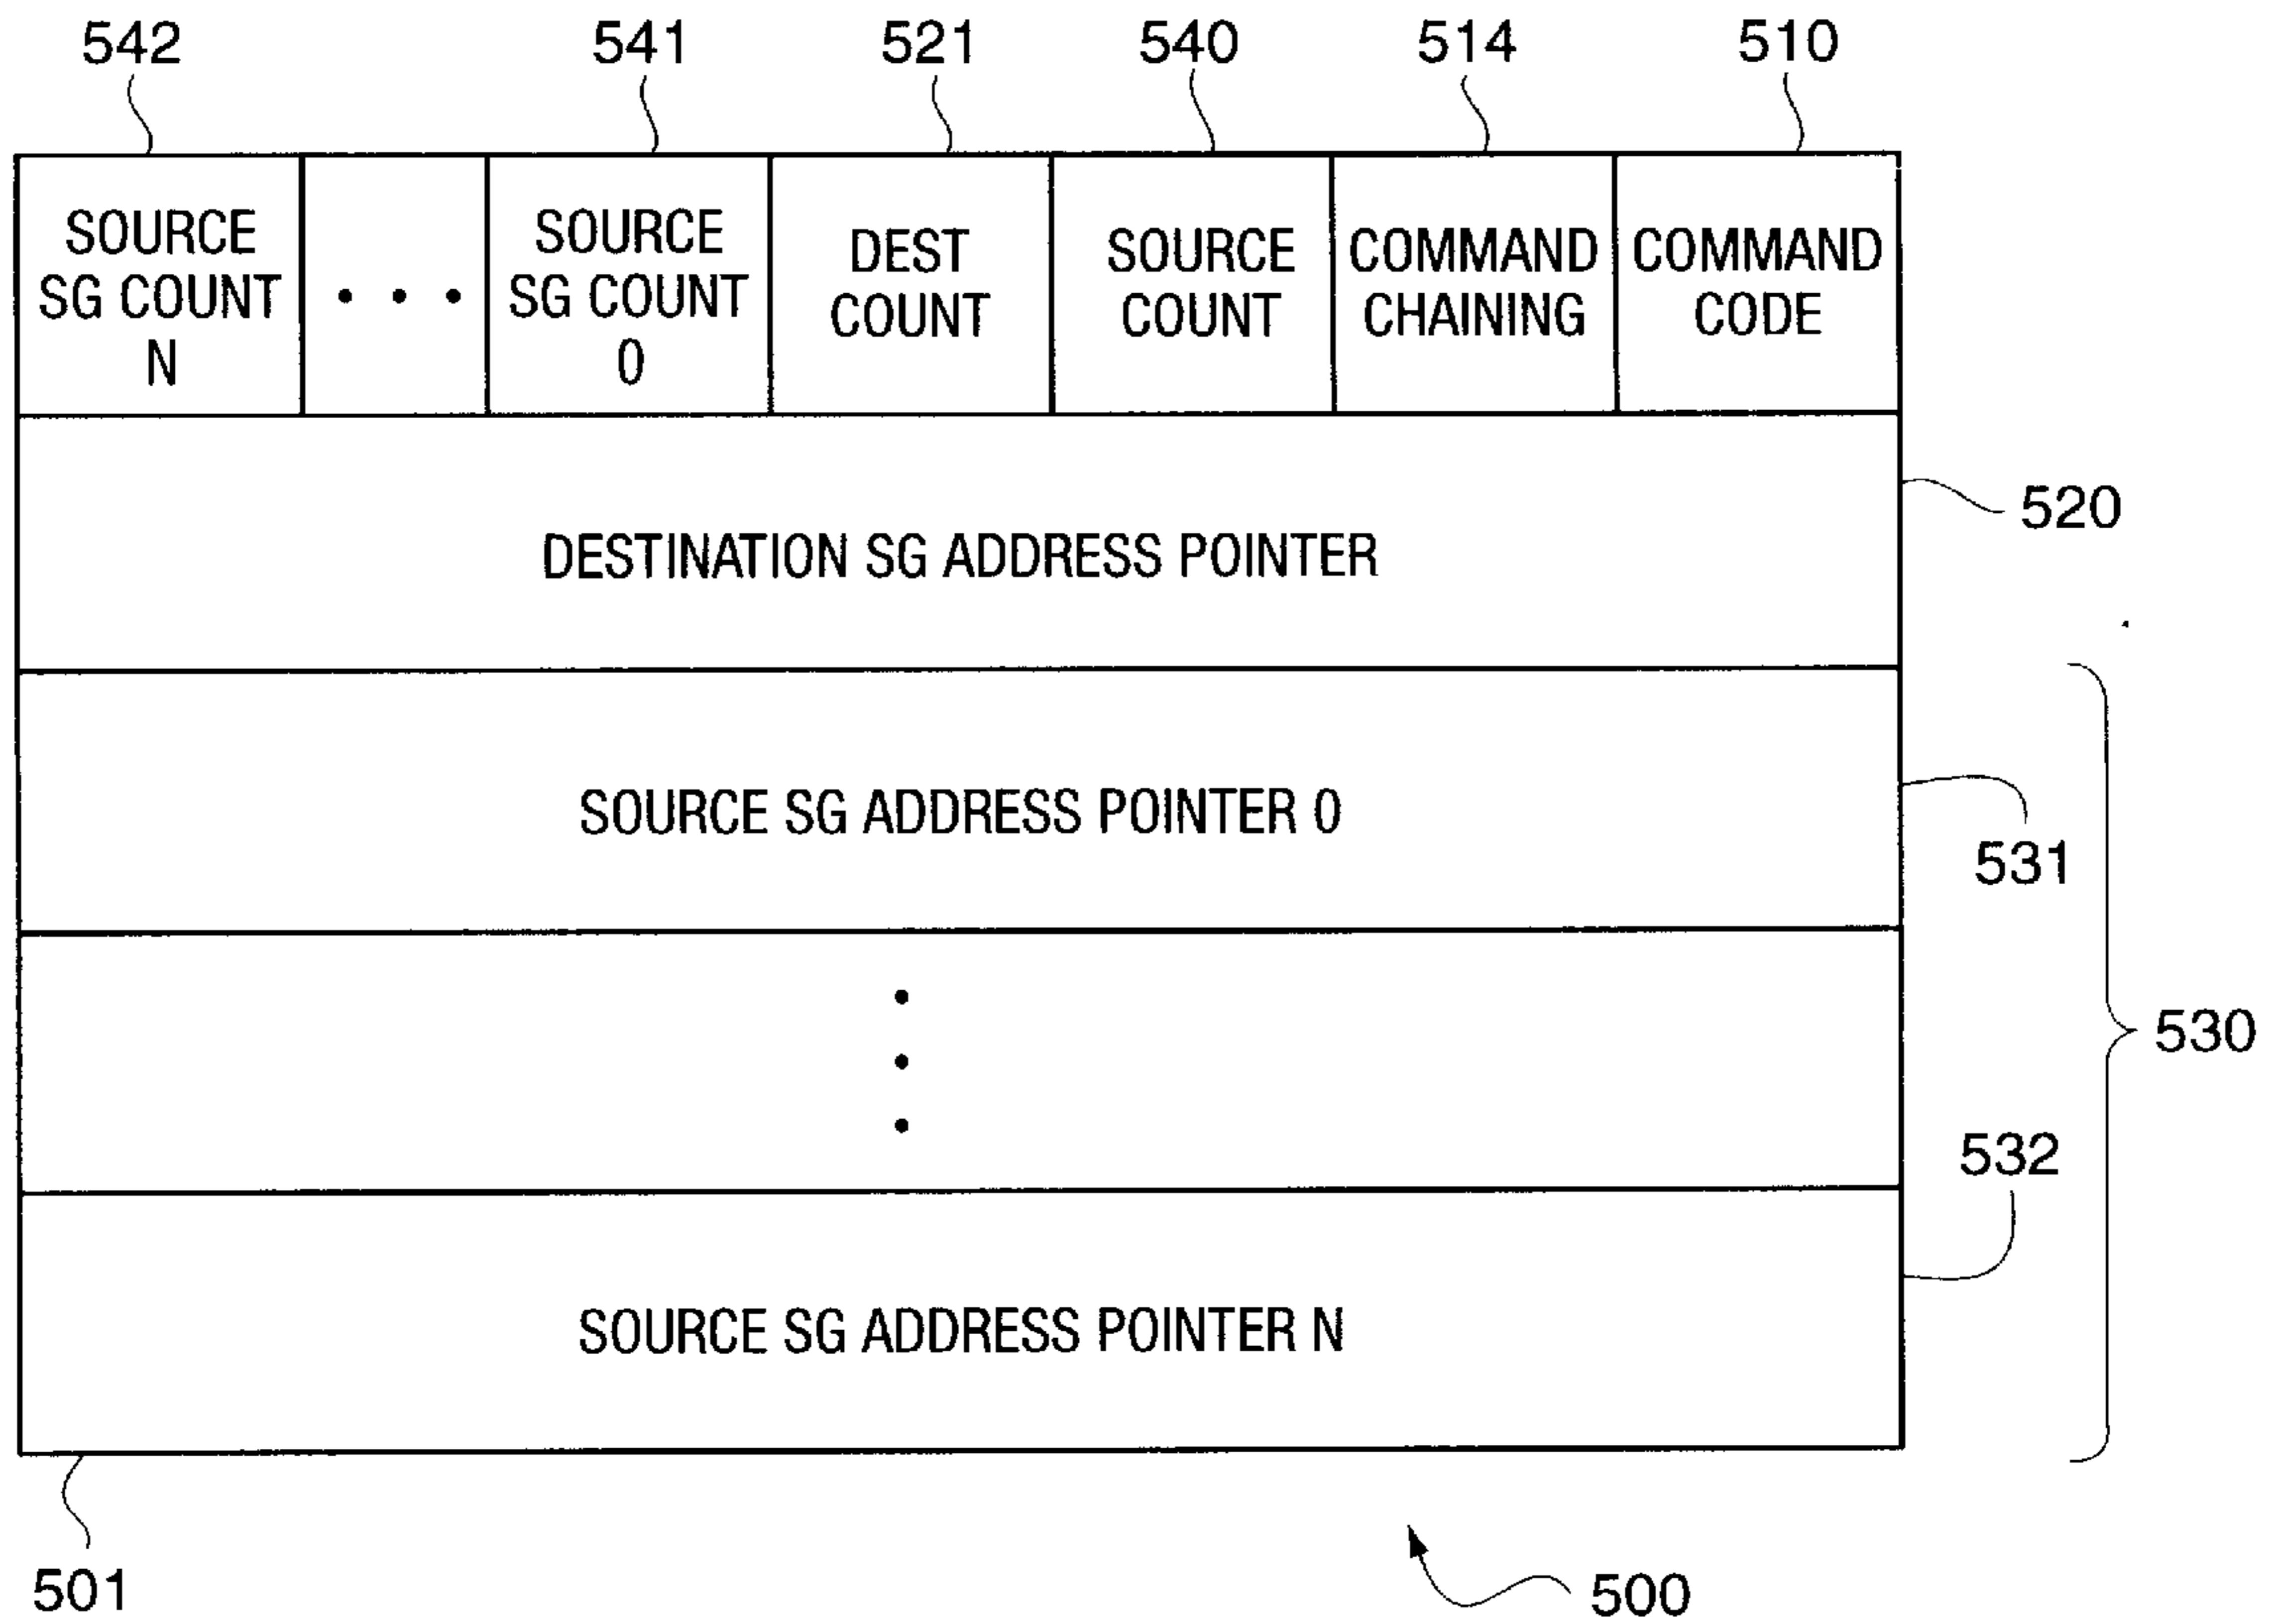 542 541 521 540 514 510
SOURCE
SG COUNT
N
• • •
SOURCE
SG COUNT
0
DEST
COUNT
SOURCE
COUNT
COMMAND
CHAINING
COMMAND
CODE
DESTINATION SG ADDRESS POINTER
520
SOURCE SG ADDRESS POINTER 0
531
530
532
SOURCE SG ADDRESS POINTER N
501
500